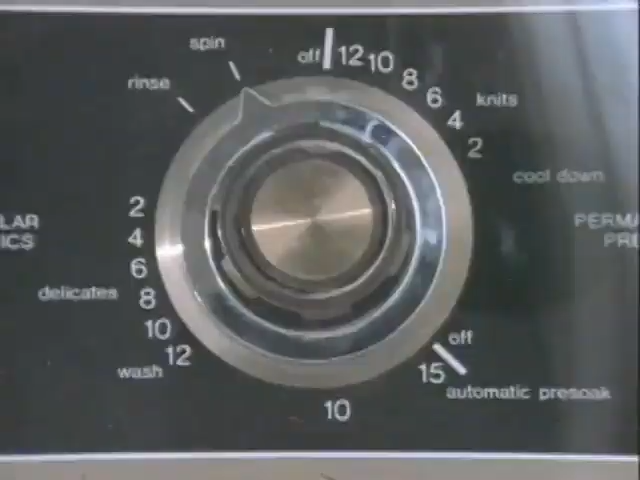 spin
off
12
10
8
6
4
2
knits
rinse
cool down
2
4
6
8
10
12
LAR
ICS
PERMA
PRE
delicates
wash
off
15
automatic presoak
10